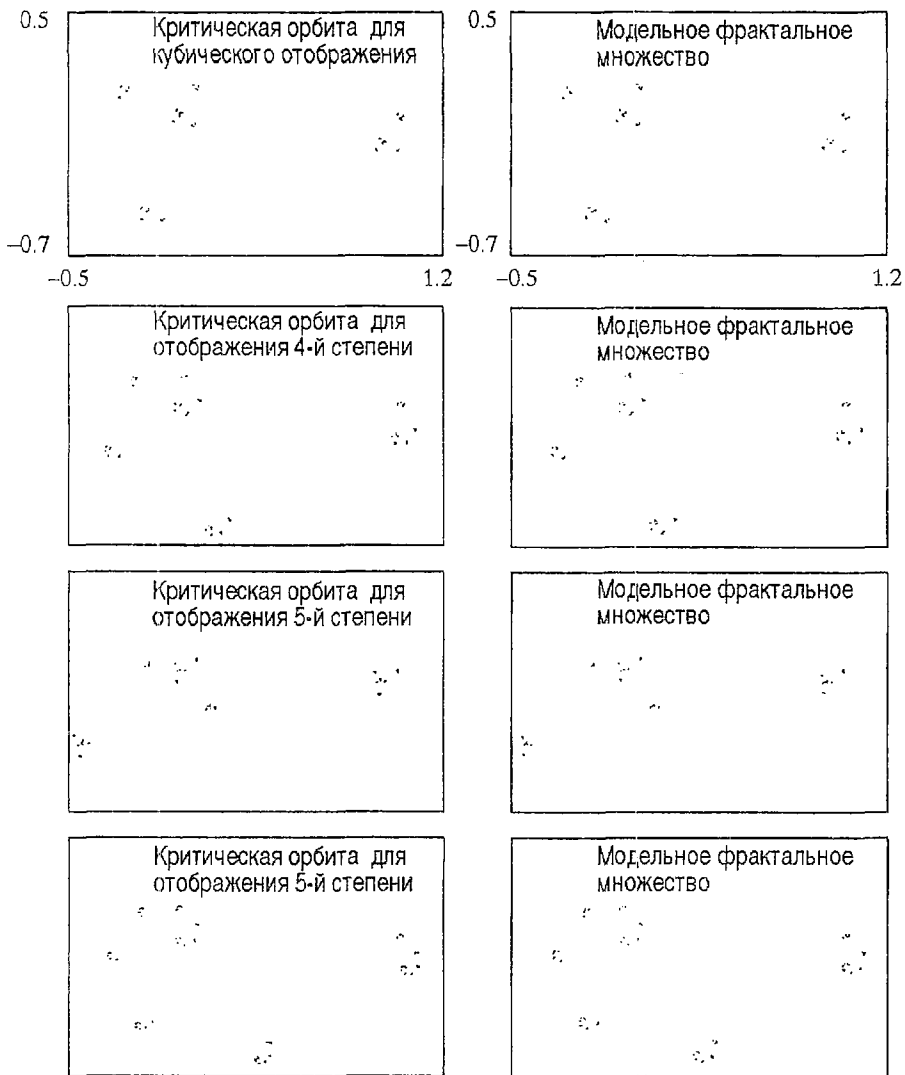 0.5
Критическая орбита для
кубического отображения
0.5
Модельное фрактальное
множество
−0.7
−0.7
−0.5
1.2
−0.5
1.2
Критическая орбита для
отображения 4-й степени
Модельное фрактальное
множество
Критическая орбита для
отображения 5-й степени
Модельное фрактальное
множество
Критическая орбита для
отображения 5-й степени
Модельное фрактальное
множество